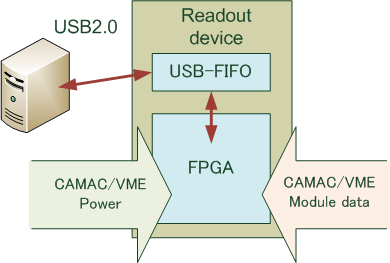 Readout
device
USB2.0
USB-FIFO
FPGA
CAMAC/VME
Power
CAMAC/VME
Module data